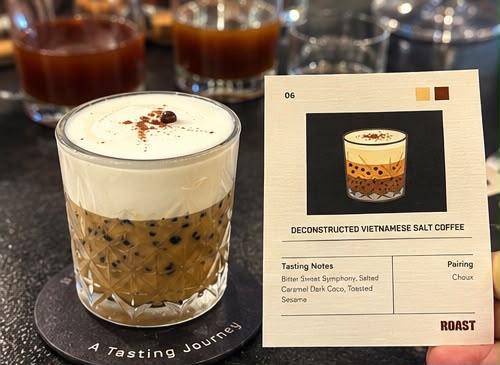 06
DECONSTRUCTED VIETNAMESE SALT COFFEE
Tasting Notes
Bitter Sweet Symphony, Salted
Caramel Dark Coco, Toasted
Sesame
Pairing
Choux
ROAST
A Tasting Journey